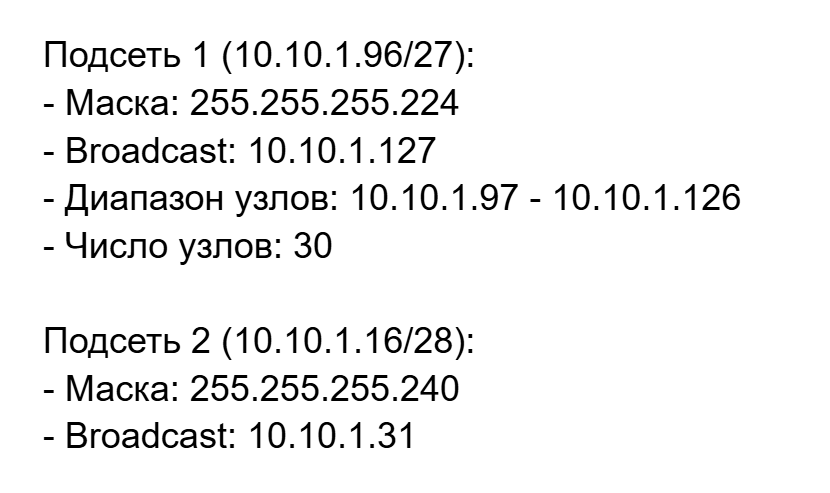 Подсеть 1 (10.10.1.96/27):
- Маска: 255.255.255.224
- Broadcast: 10.10.1.127
- Диапазон узлов: 10.10.1.97 - 10.10.1.126
- Число узлов: 30
Подсеть 2 (10.10.1.16/28):
- Маска: 255.255.255.240
- Broadcast: 10.10.1.31